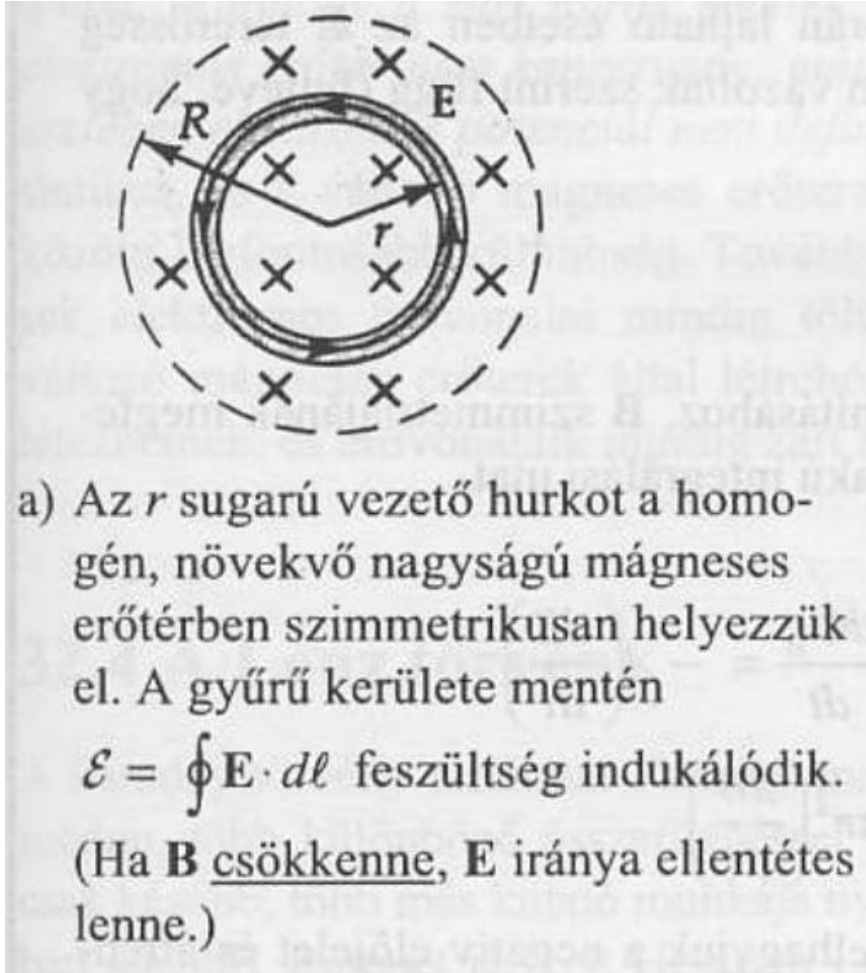 R
E
r
a) Az r sugarú vezető hurkot a homo-
gén, növekvő nagyságú mágneses
erőtérben szimmetrikusan helyezzük
el. A gyűrű kerülete mentén
ℰ = ∮E · dℓ feszültség indukálódik.
(Ha B csökkenne, E iránya ellentétes
lenne.)